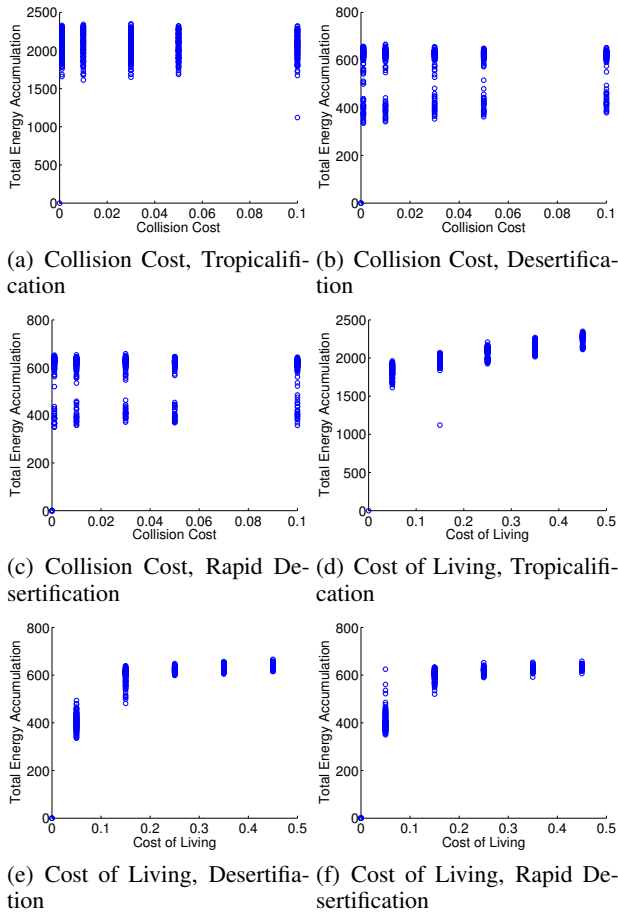 2500
2000
1500
1000
500
0
Total Energy Accumulation
0 0.02 0.04 0.06 0.08 0.1
Collision Cost
(a) Collision Cost, Tropicalifi-
cation
800
600
400
200
0
Total Energy Accumulation
0 0.02 0.04 0.06 0.08 0.1
Collision Cost
(b) Collision Cost, Desertifica-
tion
800
600
400
200
0
Total Energy Accumulation
0 0.02 0.04 0.06 0.08 0.1
Collision Cost
(c) Collision Cost, Rapid De-
sertification
2500
2000
1500
1000
500
0
Total Energy Accumulation
0 0.1 0.2 0.3 0.4 0.5
Cost of Living
(d) Cost of Living, Tropicalifi-
cation
800
600
400
200
0
Total Energy Accumulation
0 0.1 0.2 0.3 0.4 0.5
Cost of Living
(e) Cost of Living, Desertifia-
tion
800
600
400
200
0
Total Energy Accumulation
0 0.1 0.2 0.3 0.4 0.5
Cost of Living
(f) Cost of Living, Rapid De-
sertification